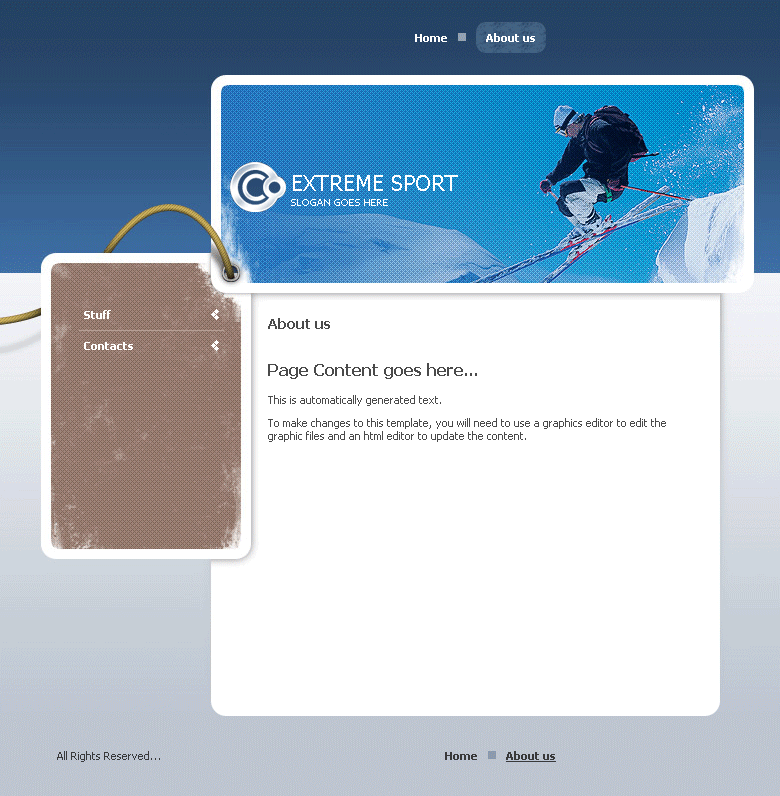 Home
About us
EXTREME SPORT
SLOGAN GOES HERE
Stuff
Contacts
About us
Page Content goes here...
This is automatically generated text.
To make changes to this template, you will need to use a graphics editor to edit the
graphic files and an html editor to update the content.
All Rights Reserved...
Home
About us